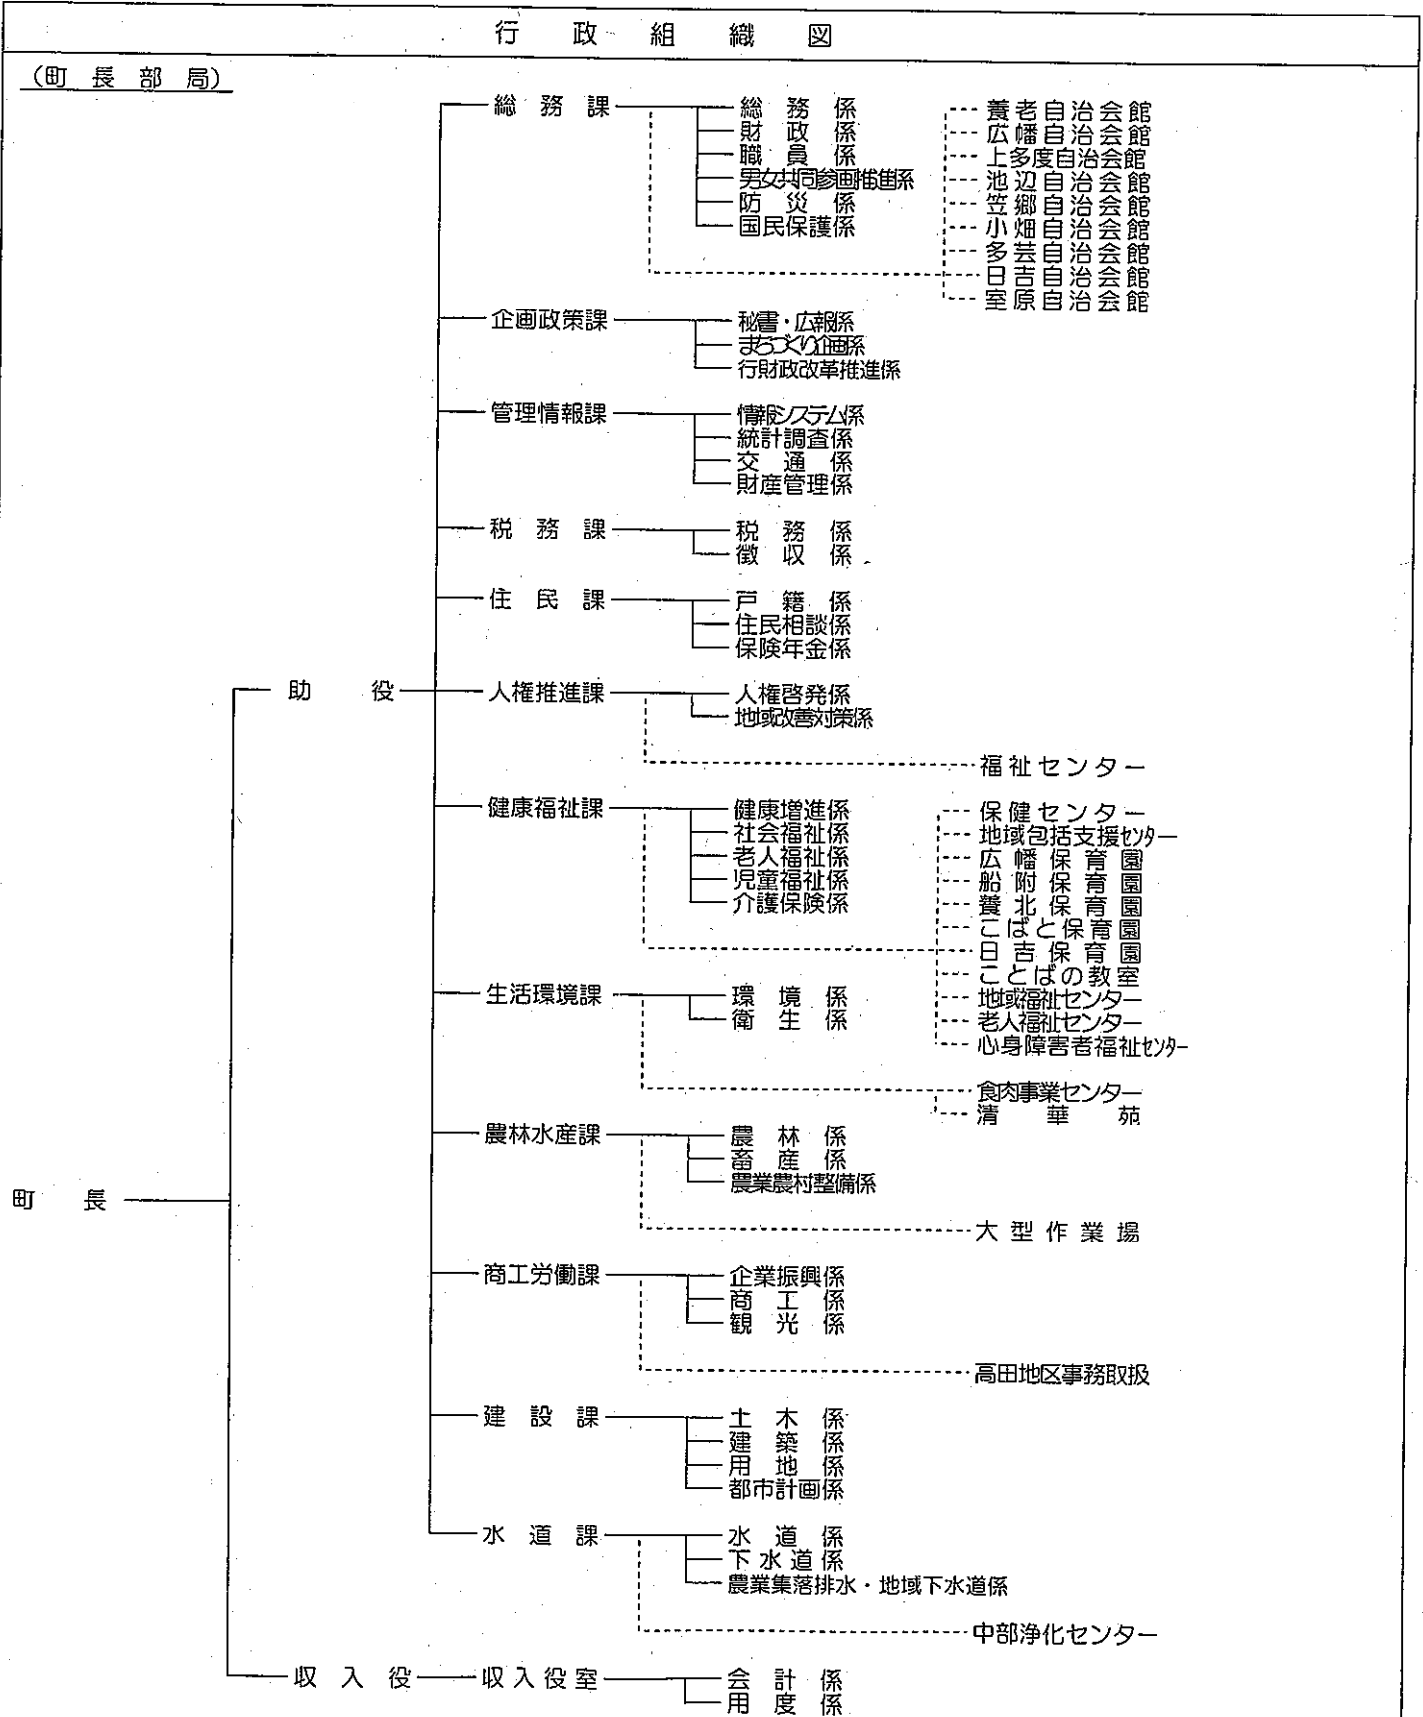 行政組織図
(町長部局)
総務課 総務係 養老自治会館
財政係 広幡自治会館
職員係 上多度自治会館
男女共同参画推進係 池辺自治会館
防災係 笠郷自治会館
国民保護係 小畑自治会館
多芸自治会館
日吉自治会館
室原自治会館
企画政策課 秘書・広報係
まちづくり企画係
行財政改革推進係
管理情報課 情報システム係
統計調査係
交通係
財産管理係
税務課 税務係
徴収係
住民課 戸籍係
住民相談係
保険年金係
助役 人権推進課 人権啓発係
地域改善対策係
福祉センター
健康福祉課 健康増進係 保健センター
社会福祉係 地域包括支援センター
老人福祉係 広幡保育園
児童福祉係 船附保育園
介護保険係 養北保育園
こばと保育園
日吉保育園
ことばの教室
生活環境課 環境係 地域福祉センター
衛生係 老人福祉センター
心身障害者福祉センター
食肉事業センター
清華苑
農林水産課 農林係
畜産係
農業農村整備係
町長
大型作業場
商工労働課 企業振興係
商工係
観光係
高田地区事務取扱
建設課 土木係
建築係
用地係
都市計画係
水道課 水道係
下水道係
農業集落排水・地域下水道係
中部浄化センター
収入役 収入役室 会計係
用度係